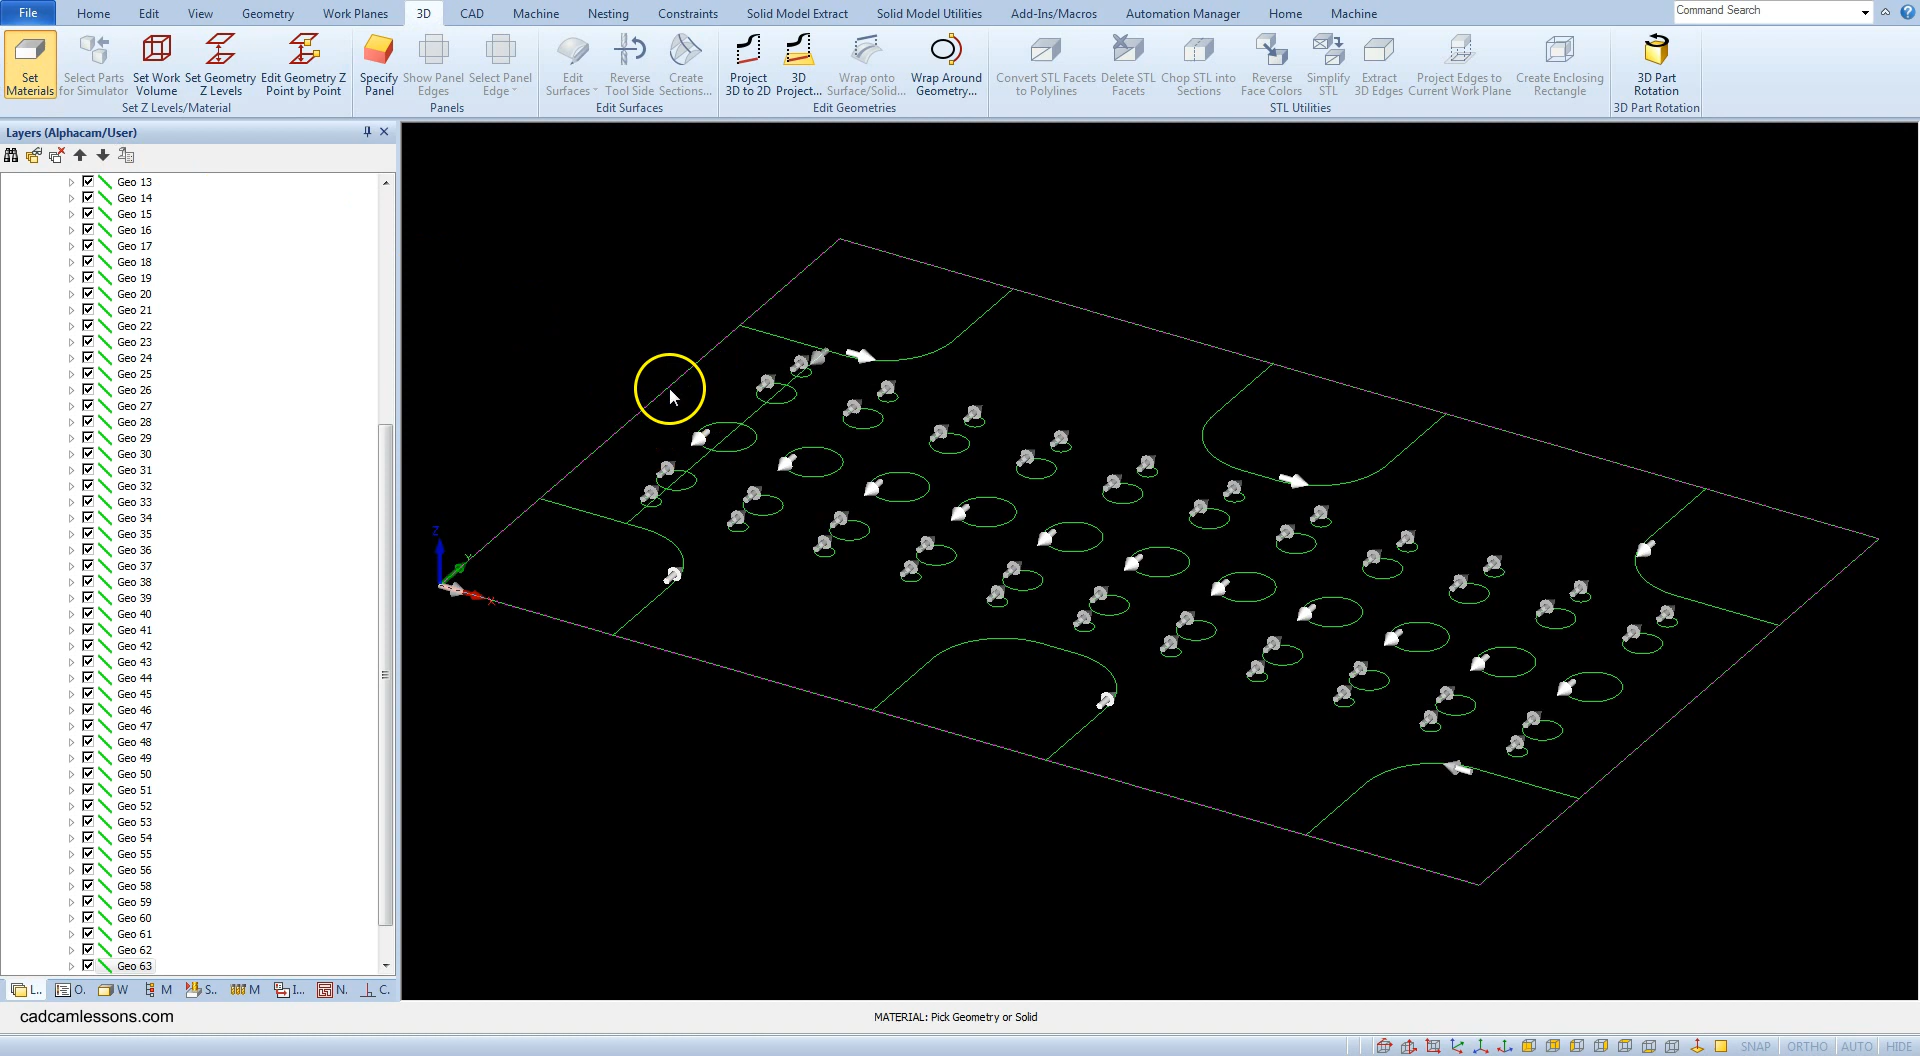 File Home Edit View Geometry Work Planes 3D CAD Machine Nesting Constraints Solid Model Extract Solid Model Utilities Add-Ins/Macros Automation Manager Home Machine Command Search
Set Materials
Select Parts for Simulator
Set Work Volume
Set Geometry Z Levels
Edit Geometry Z Point by Point
Specify Panel
Show Panel Edges
Select Panel Edge
Edit Surfaces
Reverse Tool Side
Create Sections...
Project 3D to 2D
3D Project...
Wrap onto Surface/Solid...
Wrap Around Geometry...
Convert STL Facets to Polylines
Delete STL Facets
Chop STL into Sections
Reverse Face Colors
Simplify STL
Extract 3D Edges
Project Edges to Current Work Plane
Create Enclosing Rectangle
3D Part Rotation
Set Z Levels/Material Panels Edit Surfaces Edit Geometries STL Utilities 3D Part Rotation
Layers (Alphacam/User)
Geo 13
Geo 14
Geo 15
Geo 16
Geo 17
Geo 18
Geo 19
Geo 20
Geo 21
Geo 22
Geo 23
Geo 24
Geo 25
Geo 26
Geo 27
Geo 28
Geo 29
Geo 30
Geo 31
Geo 32
Geo 33
Geo 34
Geo 35
Geo 36
Geo 37
Geo 38
Geo 39
Geo 40
Geo 41
Geo 42
Geo 43
Geo 44
Geo 45
Geo 46
Geo 47
Geo 48
Geo 49
Geo 50
Geo 51
Geo 52
Geo 53
Geo 54
Geo 55
Geo 56
Geo 58
Geo 59
Geo 60
Geo 61
Geo 62
Geo 63
Z
Y
X
L.. O. W M S.. M I... N. C.
cadcamlessons.com
MATERIAL: Pick Geometry or Solid
SNAP ORTHO AUTO HIDE